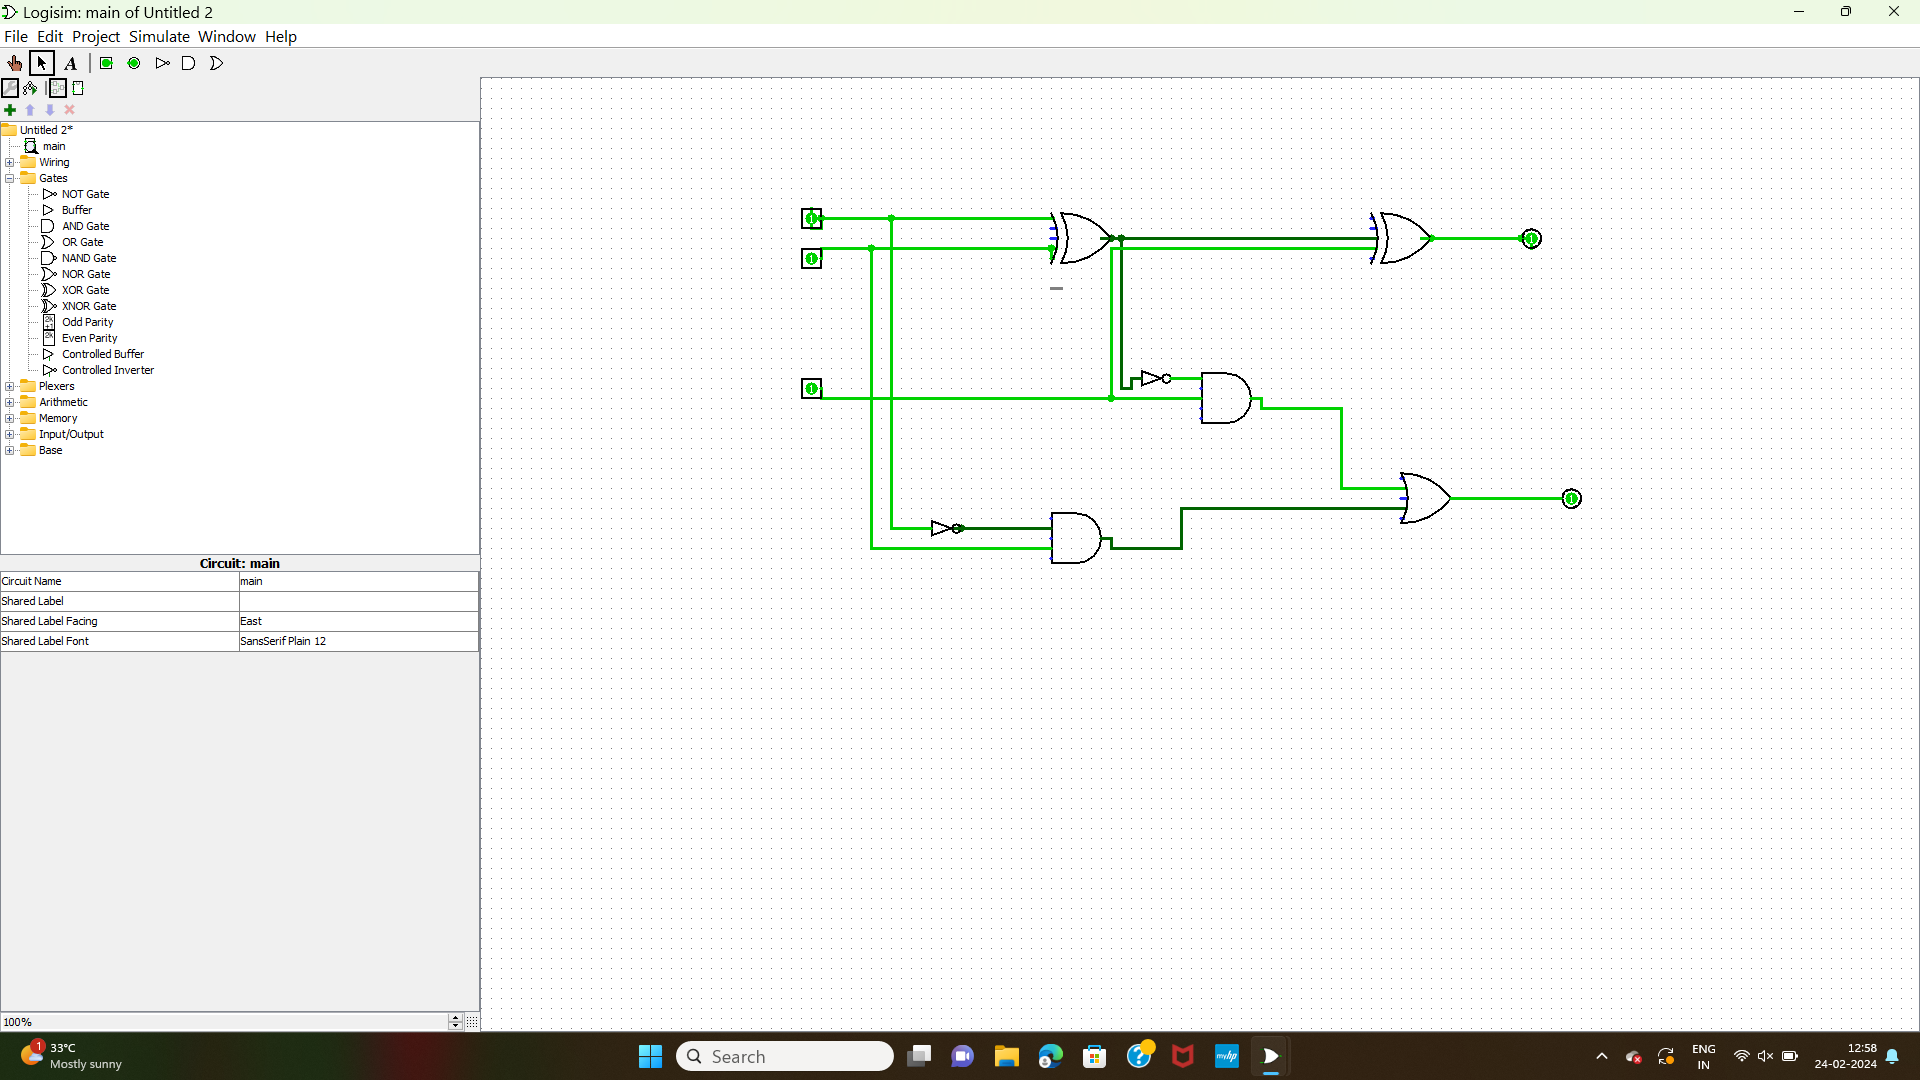 Logisim: main of Untitled 2
File Edit Project Simulate Window Help
A
Untitled 2*
main
Wiring
Gates
NOT Gate
Buffer
AND Gate
OR Gate
NAND Gate
NOR Gate
XOR Gate
XNOR Gate
Odd Parity
Even Parity
Controlled Buffer
Controlled Inverter
Plexers
Arithmetic
Memory
Input/Output
Base
1
1
1
1
1
Circuit: main
Circuit Name main
Shared Label
Shared Label Facing East
Shared Label Font SansSerif Plain 12
100%
1
33°C
Mostly sunny
Search
myhp
ENG
IN
12:58
24-02-2024